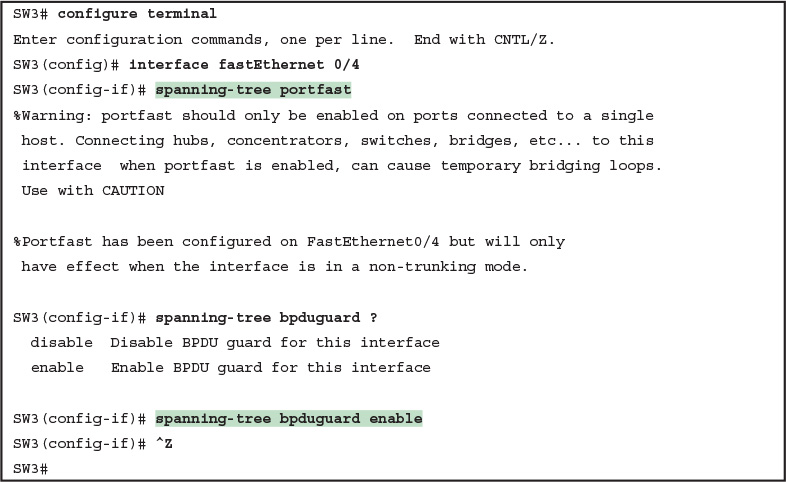 SW3# configure terminal
Enter configuration commands, one per line.  End with CNTL/Z.
SW3(config)# interface fastEthernet 0/4
SW3(config-if)# spanning-tree portfast
%Warning: portfast should only be enabled on ports connected to a single
 host. Connecting hubs, concentrators, switches, bridges, etc... to this
 interface  when portfast is enabled, can cause temporary bridging loops.
 Use with CAUTION
%Portfast has been configured on FastEthernet0/4 but will only
 have effect when the interface is in a non-trunking mode.
SW3(config-if)# spanning-tree bpduguard ?
  disable  Disable BPDU guard for this interface
  enable   Enable BPDU guard for this interface
SW3(config-if)# spanning-tree bpduguard enable
SW3(config-if)# ^Z
SW3#